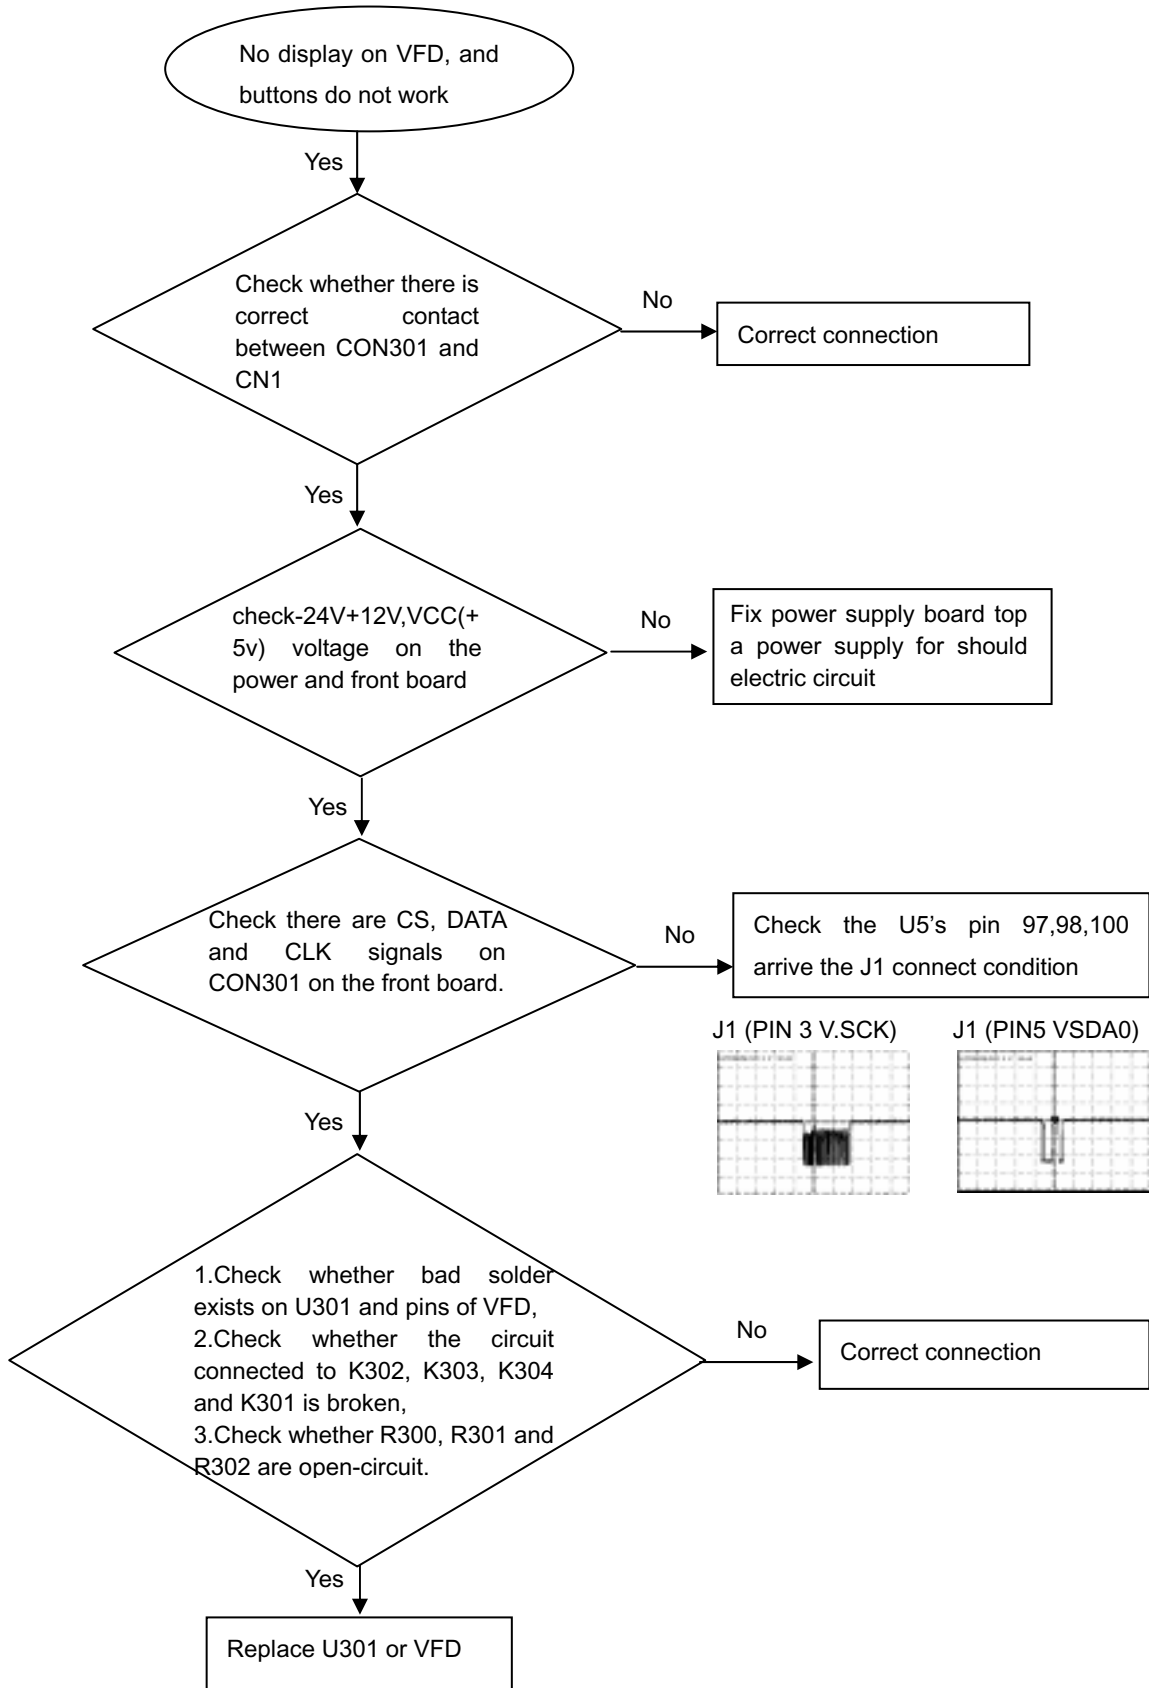 No display on VFD, and
buttons do not work
Yes
Check whether there is
correct contact
between CON301 and
CN1
No
Correct connection
Yes
check-24V+12V,VCC(+
5v) voltage on the
power and front board
No
Fix power supply board top
a power supply for should
electric circuit
Yes
Check there are CS, DATA
and CLK signals on
CON301 on the front board.
No
Check the U5’s pin 97,98,100
arrive the J1 connect condition
J1 (PIN 3 V.SCK)
J1 (PIN5 VSDA0)
Yes
1.Check whether bad solder
exists on U301 and pins of VFD,
2.Check whether the circuit
connected to K302, K303, K304
and K301 is broken,
3.Check whether R300, R301 and
R302 are open-circuit.
No
Correct connection
Yes
Replace U301 or VFD